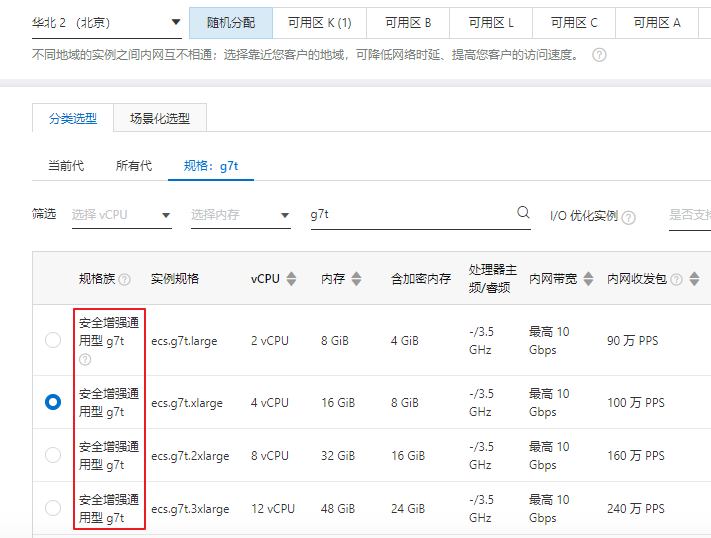 华北 2（北京） 随机分配 可用区 K (1) 可用区 B 可用区 L 可用区 C 可用区 A
不同地域的实例之间内网互不相通；选择靠近您客户的地域，可降低网络时延、提高您客户的访问速度。 ?
分类选型 场景化选型
当前代 所有代 规格：g7t
筛选 选择 vCPU 选择内存 g7t I/O 优化实例 ? 是否支持
规格族 ? 实例规格 vCPU 内存 含加密内存 处理器主 内网带宽 内网收发包 ?
频/睿频
安全增强通 -/3.5 最高 10
用型 g7t ecs.g7t.large 2 vCPU 8 GiB 4 GiB GHz Gbps 90 万 PPS
?
安全增强通 -/3.5 最高 10
用型 g7t ecs.g7t.xlarge 4 vCPU 16 GiB 8 GiB GHz Gbps 100 万 PPS
安全增强通 -/3.5 最高 10
用型 g7t ecs.g7t.2xlarge 8 vCPU 32 GiB 16 GiB GHz Gbps 160 万 PPS
安全增强通 -/3.5 最高 10
用型 g7t ecs.g7t.3xlarge 12 vCPU 48 GiB 24 GiB GHz Gbps 240 万 PPS